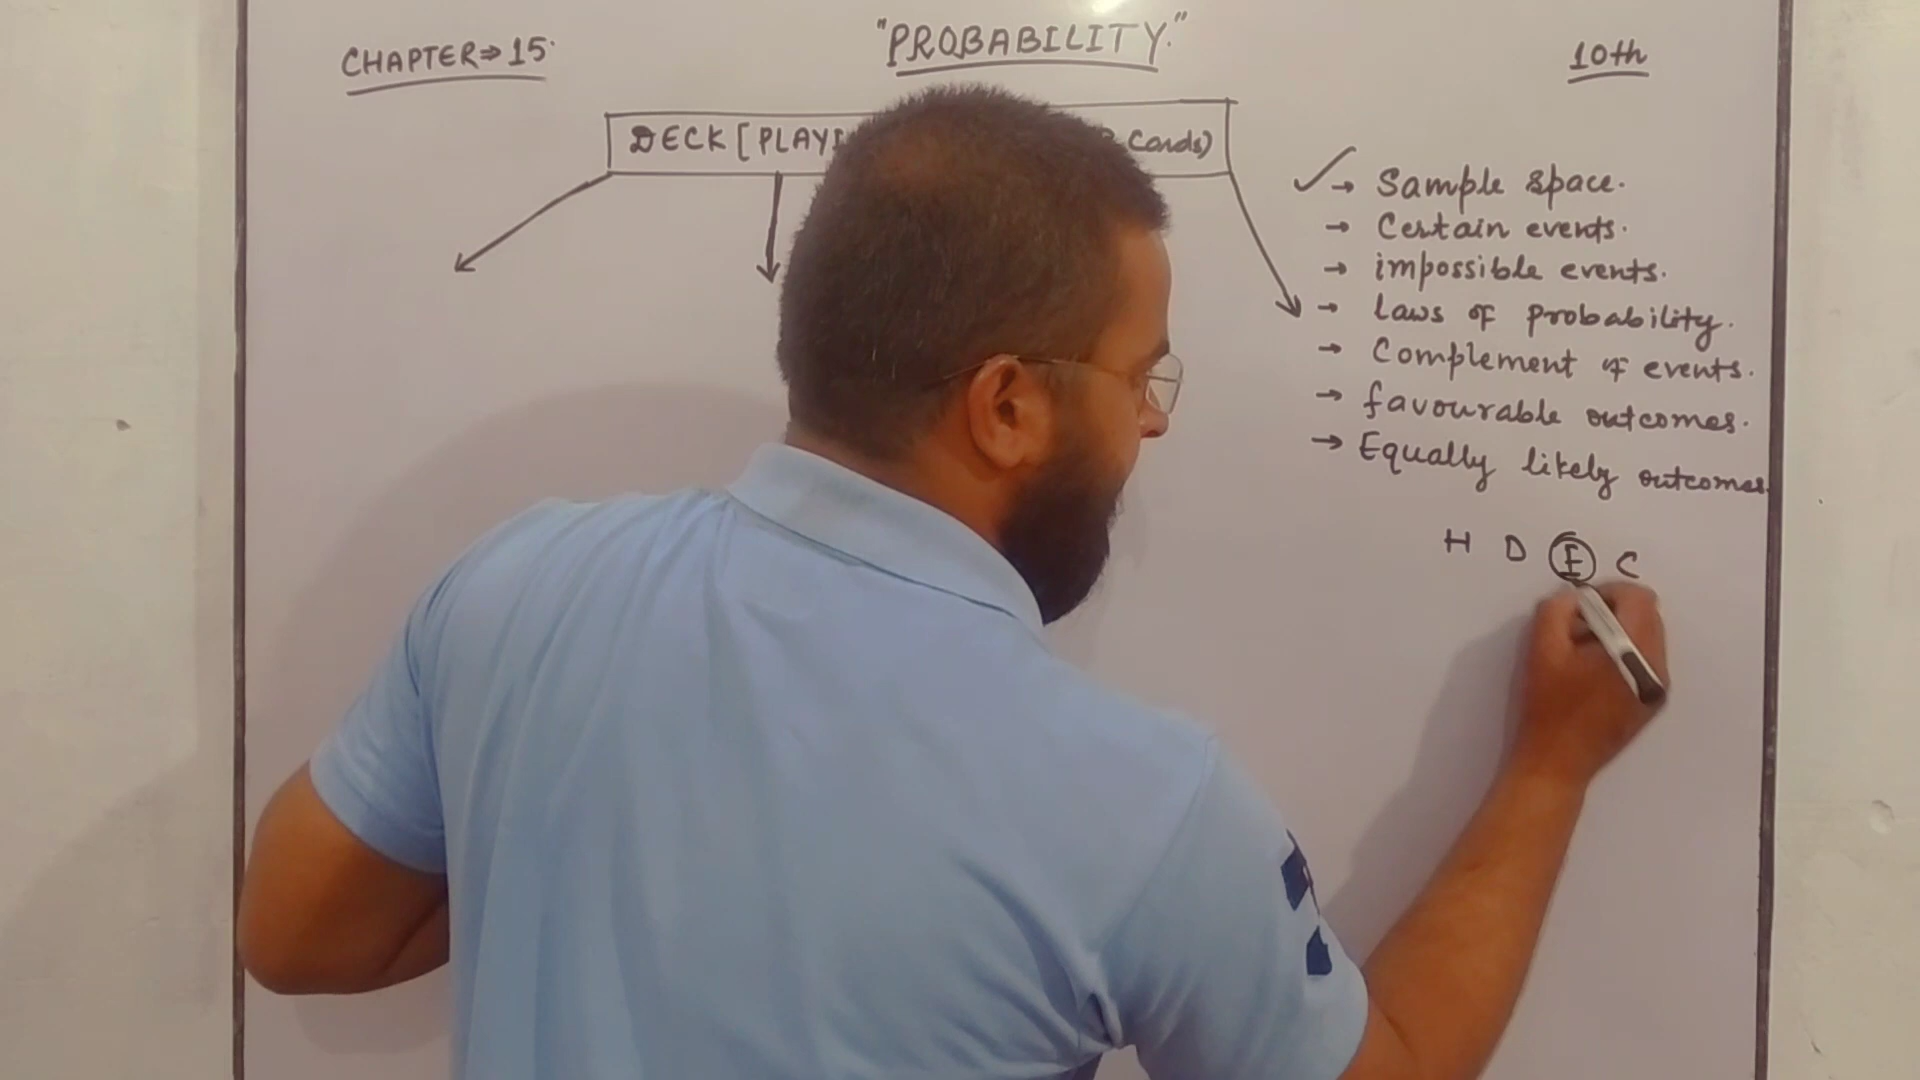 "PROBABILITY."
CHAPTER⇒15.
10th
DECK [PLAY Cards)
✓→ Sample space.
→ Certain events.
→ impossible events.
→ laws of probability.
→ Complement of events.
→ favourable outcomes.
→ Equally likely outcomes.
H D E C